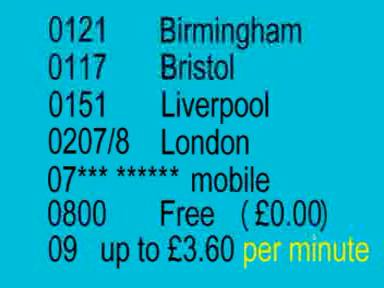 0121 Birmingham
0117 Bristol
0151 Liverpool
0207/8 London
07*** ****** mobile
0800 Free (£0.00)
09 up to £3.60 per minute